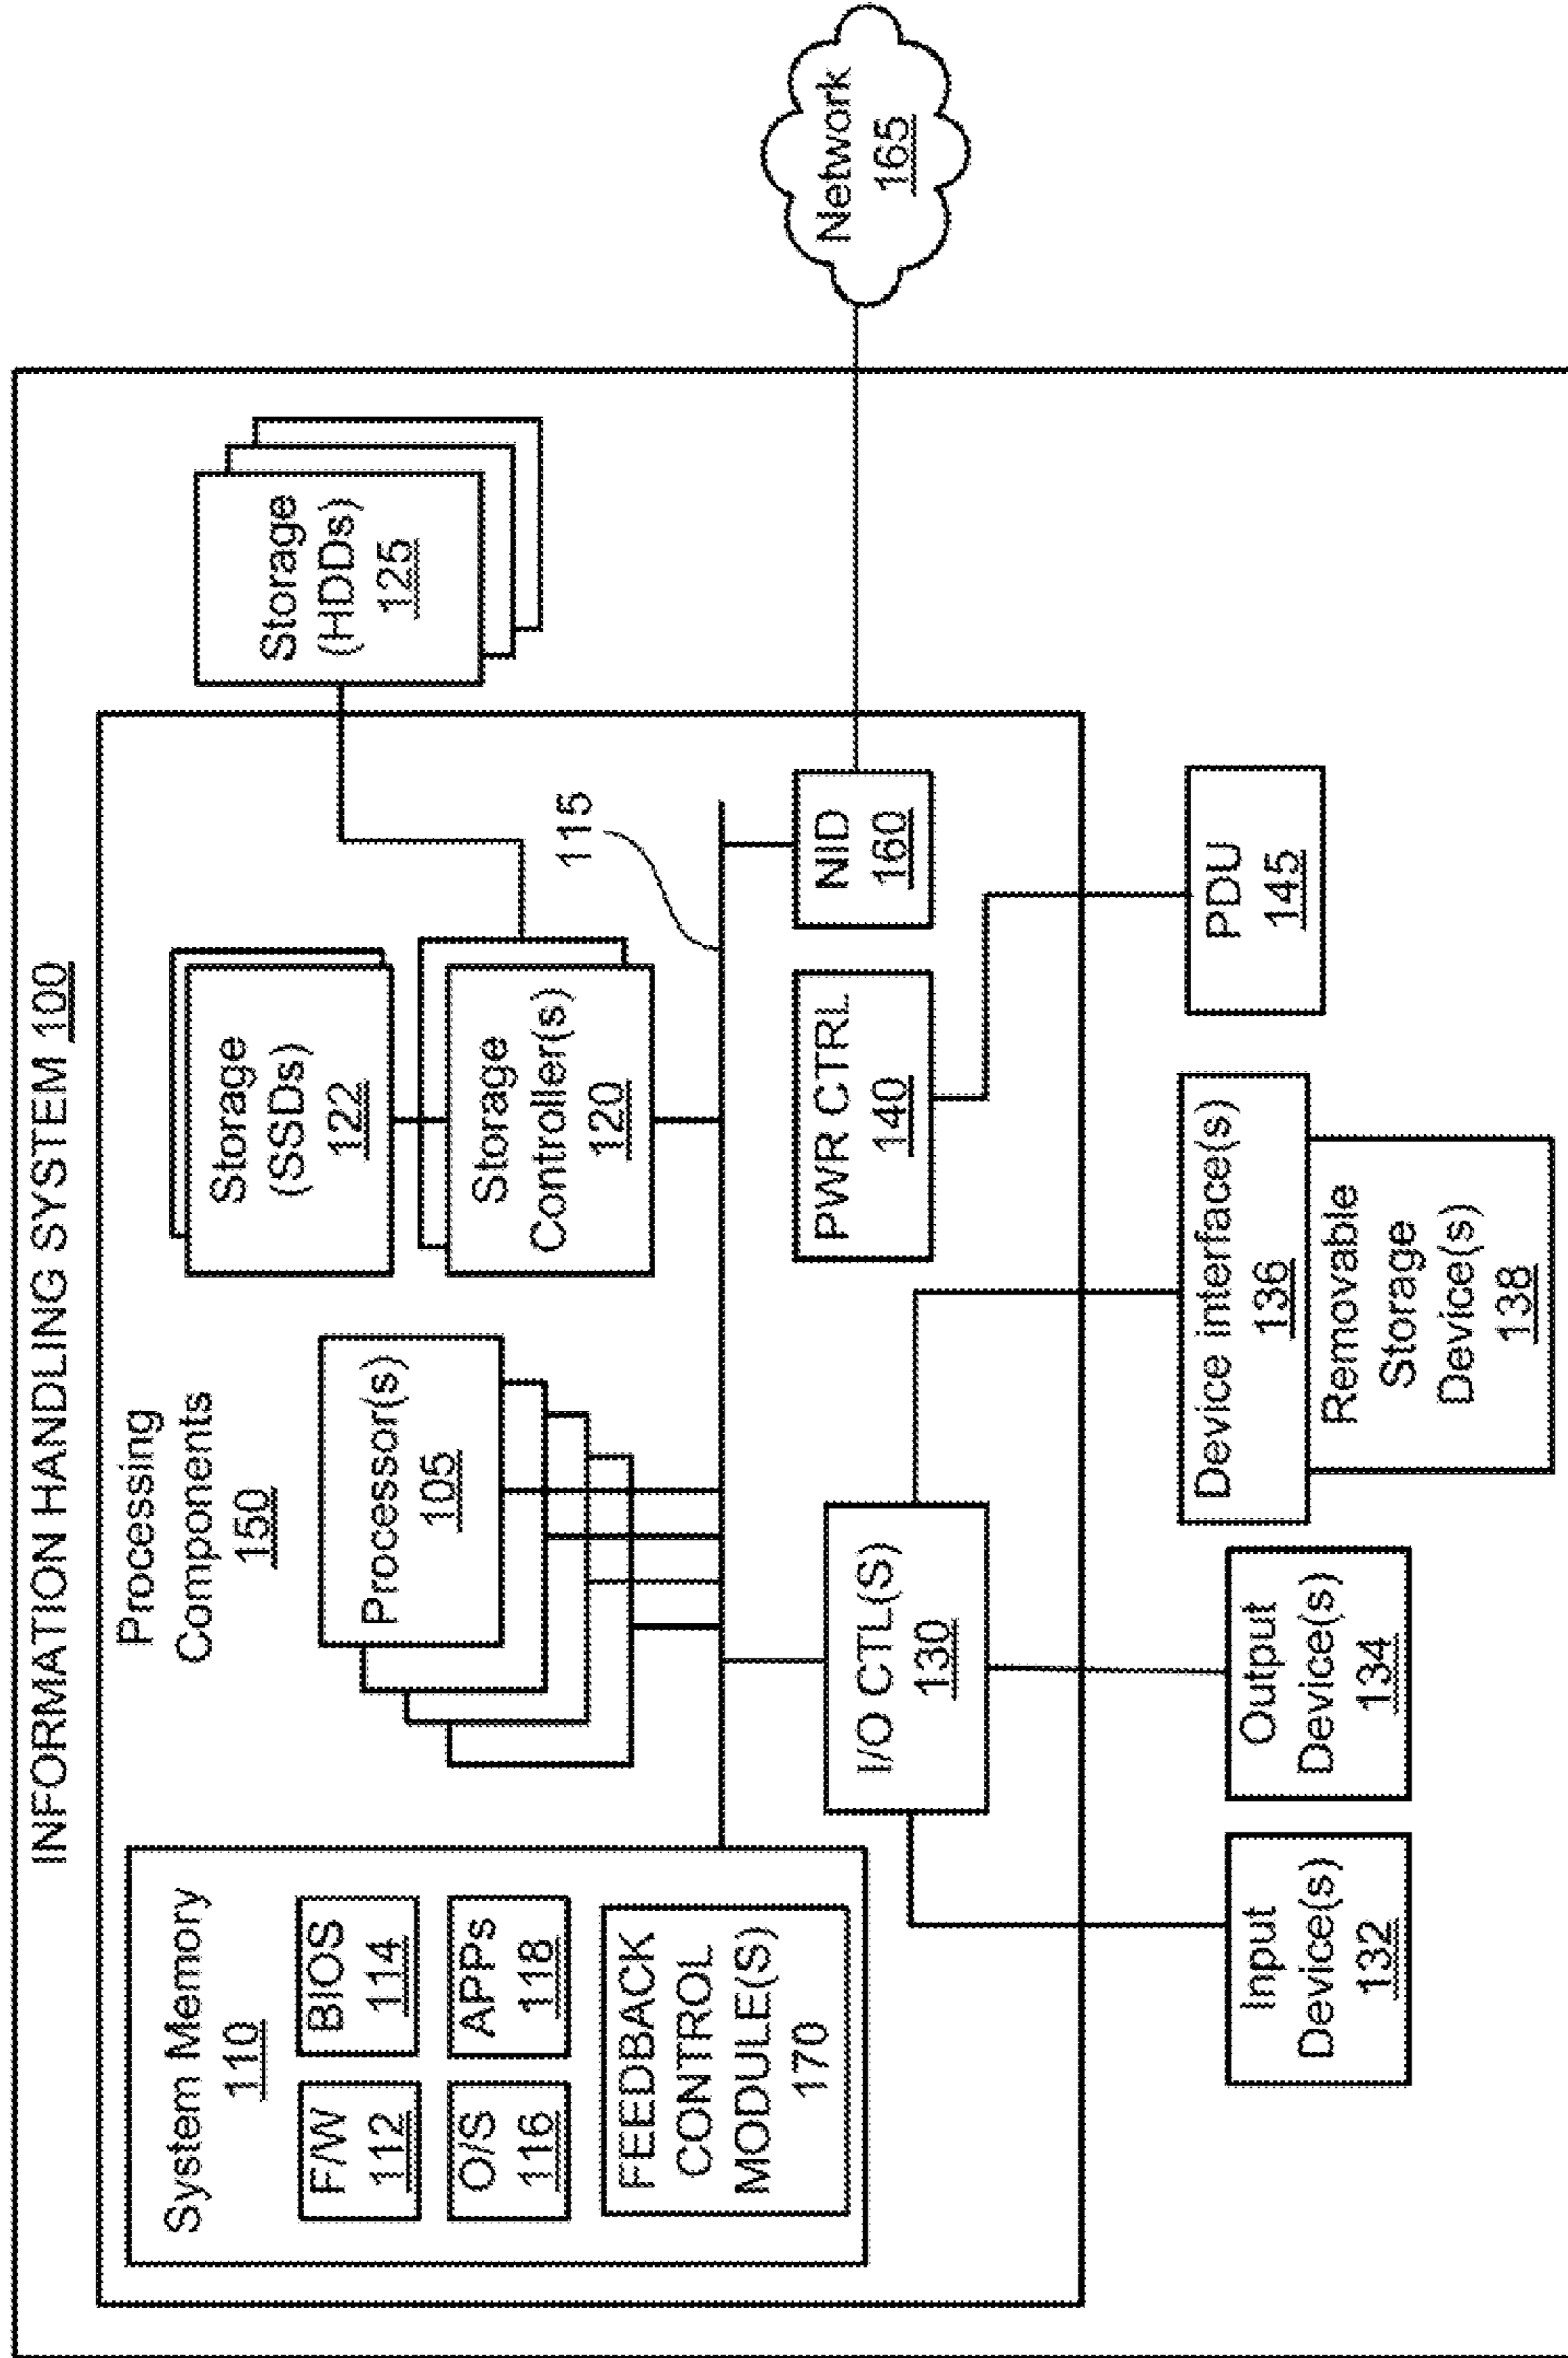 INFORMATION HANDLING SYSTEM 100
Processing
Components
150
System Memory
110
F/W
112
BIOS
114
O/S
116
APPs
118
FEEDBACK
CONTROL
MODULE(S)
170
Processor(s)
105
Storage
(SSDs)
122
Storage
Controller(s)
120
Storage
(HDDs)
125
115
I/O CTL(S)
130
PWR CTRL
140
NID
160
Network
165
Input
Device(s)
132
Output
Device(s)
134
Device interface(s)
136
Removable
Storage
Device(s)
138
PDU
145